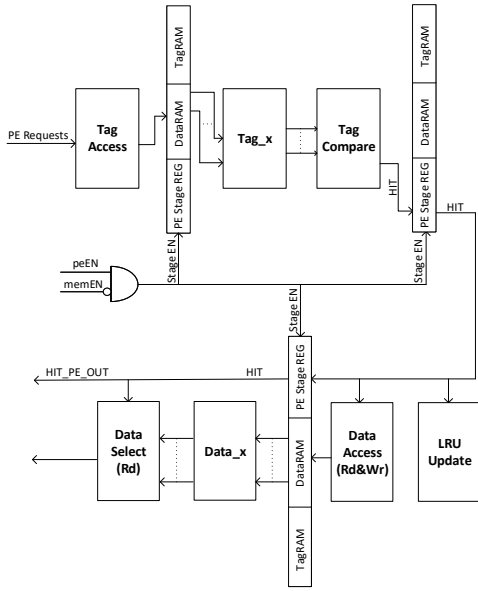 TagRAM
DataRAM
PE Stage REG
TagRAM
DataRAM
PE Stage REG
PE Requests
Tag
Access
Tag_x
Tag
Compare
HIT
HIT
Stage EN
Stage EN
peEN
memEN
Stage EN
HIT_PE_OUT
HIT
PE Stage REG
DataRAM
TagRAM
Data
Select
(Rd)
Data_x
Data
Access
(Rd&Wr)
LRU
Update